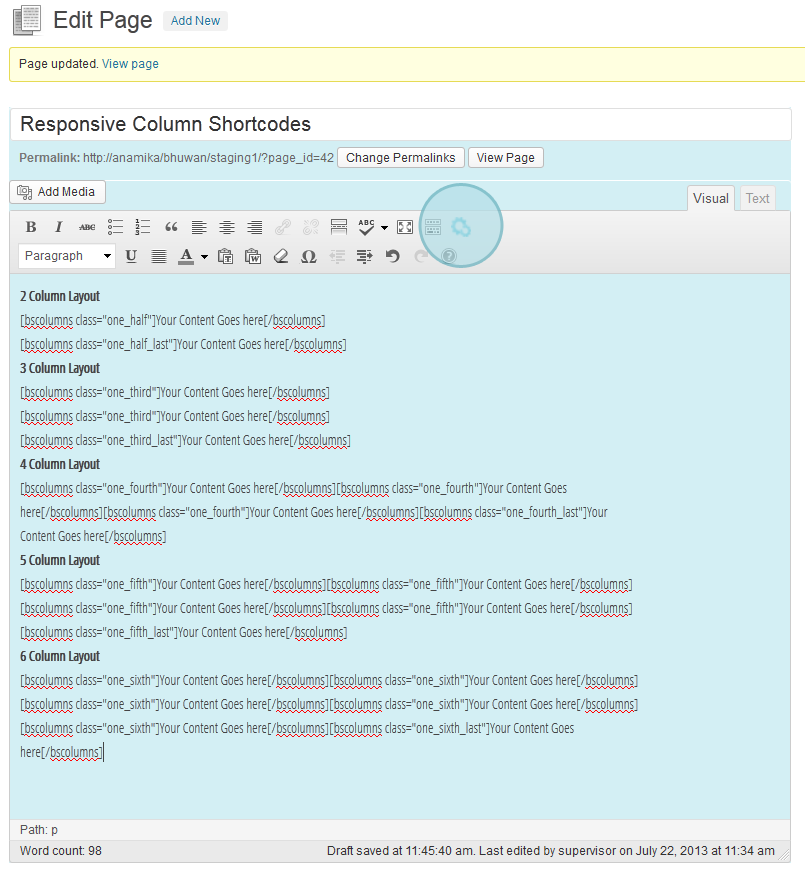 Edit Page Add New
Page updated. View page
Responsive Column Shortcodes
Permalink: http://anamika/bhuwan/staging1/?page_id=42 Change Permalinks View Page
Add Media Visual Text
B I ABC ABC
Paragraph U A Ω ?
2 Column Layout
[bscolumns class="one_half"]Your Content Goes here[/bscolumns]
[bscolumns class="one_half_last"]Your Content Goes here[/bscolumns]
3 Column Layout
[bscolumns class="one_third"]Your Content Goes here[/bscolumns]
[bscolumns class="one_third"]Your Content Goes here[/bscolumns]
[bscolumns class="one_third_last"]Your Content Goes here[/bscolumns]
4 Column Layout
[bscolumns class="one_fourth"]Your Content Goes here[/bscolumns][bscolumns class="one_fourth"]Your Content Goes
here[/bscolumns][bscolumns class="one_fourth"]Your Content Goes here[/bscolumns][bscolumns class="one_fourth_last"]Your
Content Goes here[/bscolumns]
5 Column Layout
[bscolumns class="one_fifth"]Your Content Goes here[/bscolumns][bscolumns class="one_fifth"]Your Content Goes here[/bscolumns]
[bscolumns class="one_fifth"]Your Content Goes here[/bscolumns][bscolumns class="one_fifth"]Your Content Goes here[/bscolumns]
[bscolumns class="one_fifth_last"]Your Content Goes here[/bscolumns]
6 Column Layout
[bscolumns class="one_sixth"]Your Content Goes here[/bscolumns][bscolumns class="one_sixth"]Your Content Goes here[/bscolumns]
[bscolumns class="one_sixth"]Your Content Goes here[/bscolumns][bscolumns class="one_sixth"]Your Content Goes here[/bscolumns]
[bscolumns class="one_sixth"]Your Content Goes here[/bscolumns][bscolumns class="one_sixth_last"]Your Content Goes
here[/bscolumns]
Path: p
Word count: 98 Draft saved at 11:45:40 am. Last edited by supervisor on July 22, 2013 at 11:34 am